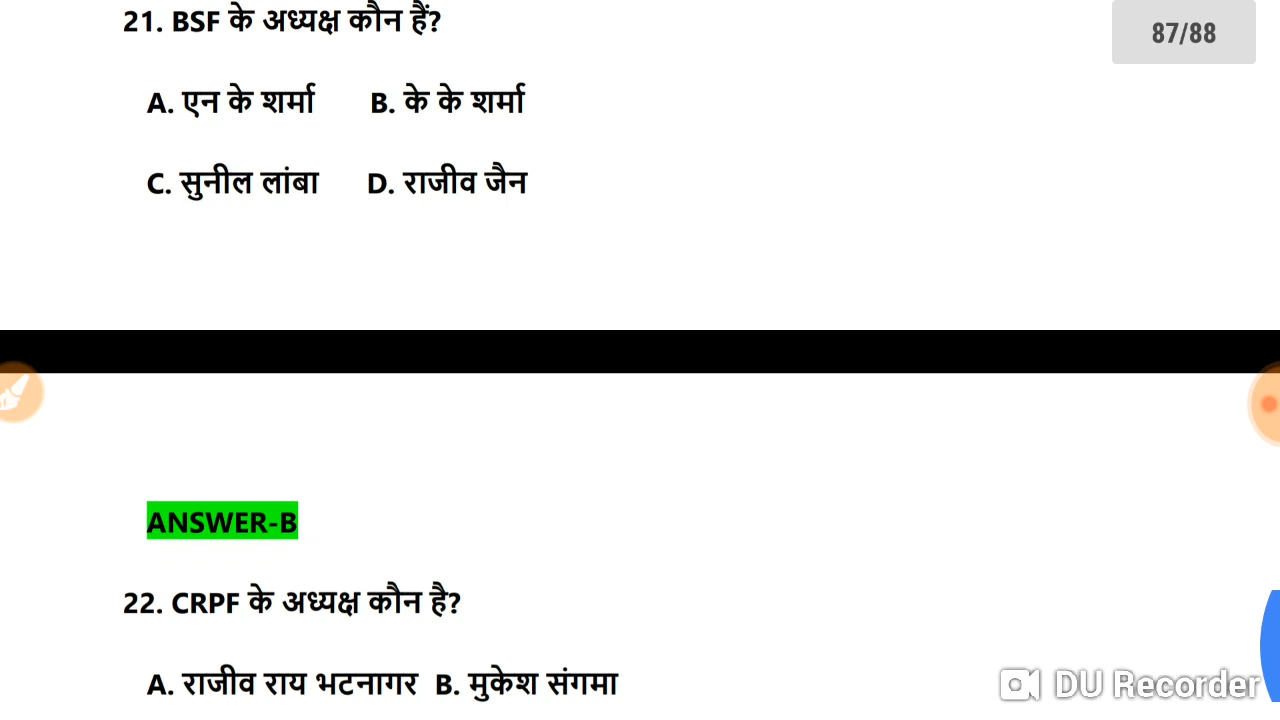 21. BSF के अध्यक्ष कौन हैं?
87/88
A. एन के शर्मा B. के के शर्मा
C. सुनील लांबा D. राजीव जैन
ANSWER-B
22. CRPF के अध्यक्ष कौन है?
A. राजीव राय भटनागर B. मुकेश संगमा
DU Recorder